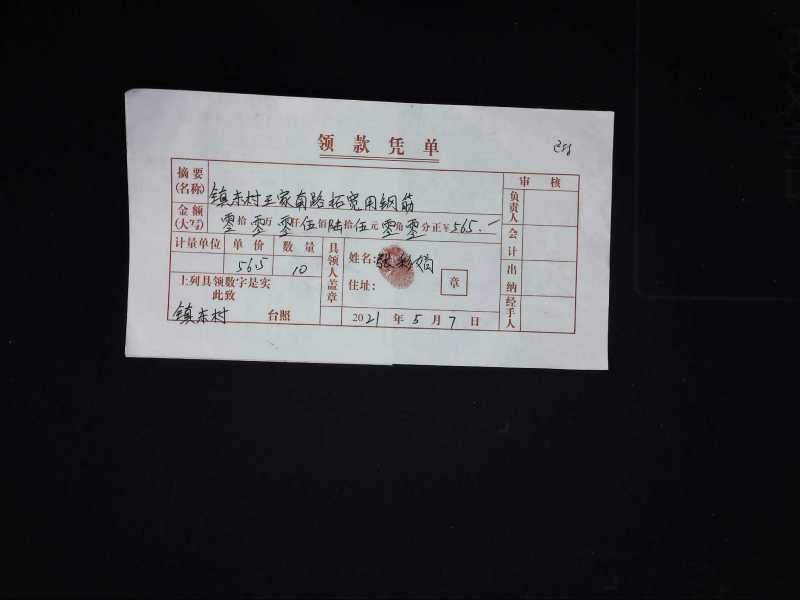 领款凭单
摘要(名称) 镇东村王家角路拓宽用钢筋
审核
金额(大写) 零拾零万零仟伍佰陆拾伍元零角零分正¥565.—
计量单位 单价 数量
56.5 10
上列具领数字是实
此致
镇东村 台照
具领人盖章
姓名:张
住址: 章
2021年5月7日
负责人
会计
出纳
经手人